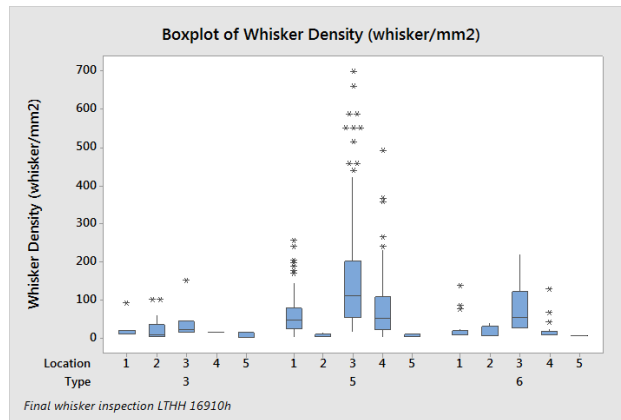 Boxplot of Whisker Density (whisker/mm2)
Whisker Density (whisker/mm2)
700
600
500
400
300
200
100
0
Location 1 2 3 4 5 1 2 3 4 5 1 2 3 4 5
Type 3 5 6
Final whisker inspection LTHH 16910h